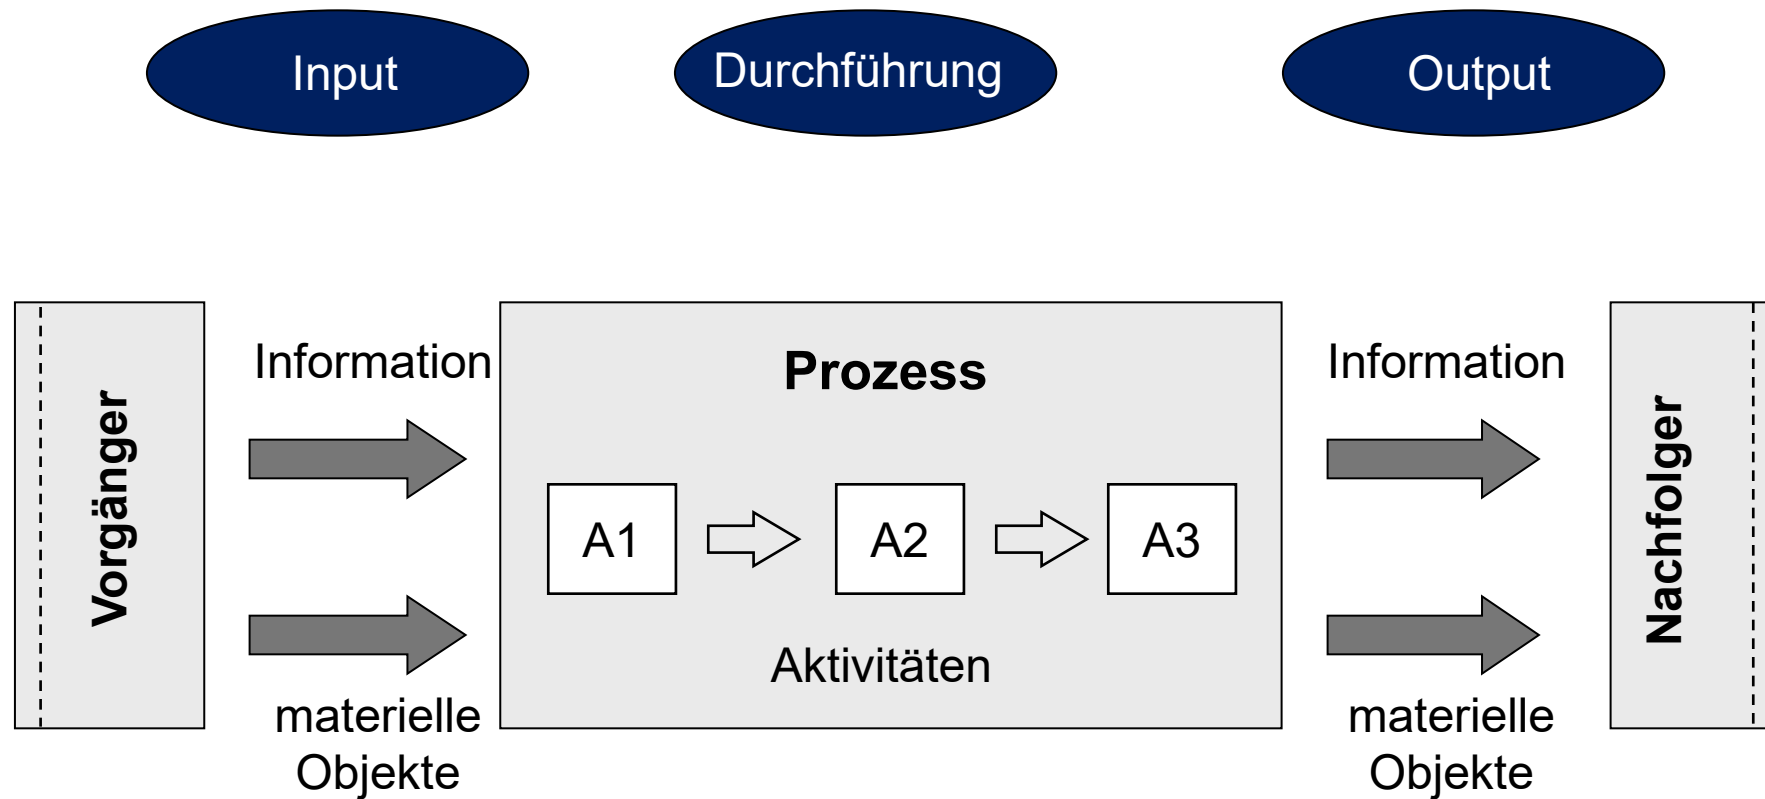 Input
Durchführung
Output
Vorgänger
Information
materielle
Objekte
Prozess
A1
A2
A3
Aktivitäten
Information
materielle
Objekte
Nachfolger